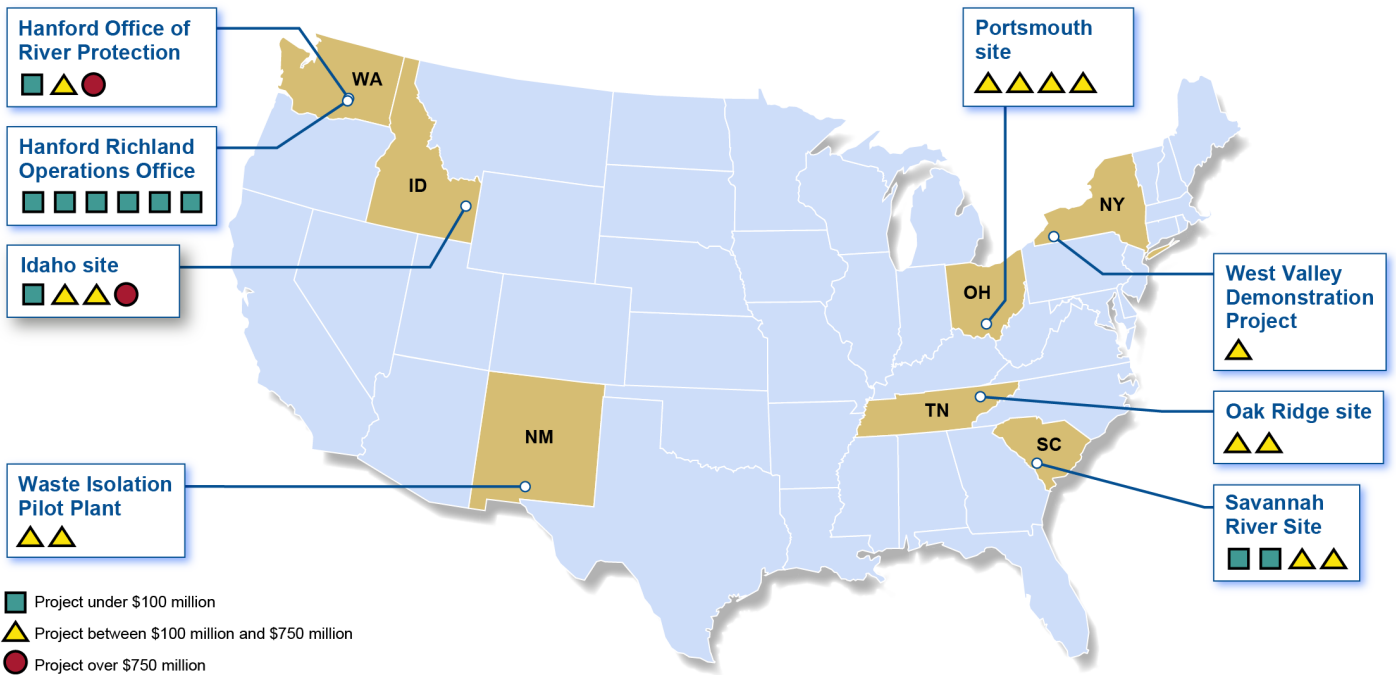 Hanford Office of
River Protection
Hanford Richland
Operations Office
Idaho site
Waste Isolation
Pilot Plant
Portsmouth
site
West Valley
Demonstration
Project
Oak Ridge site
Savannah
River Site
WA
ID
NM
OH
NY
TN
SC
Project under $100 million
Project between $100 million and $750 million
Project over $750 million